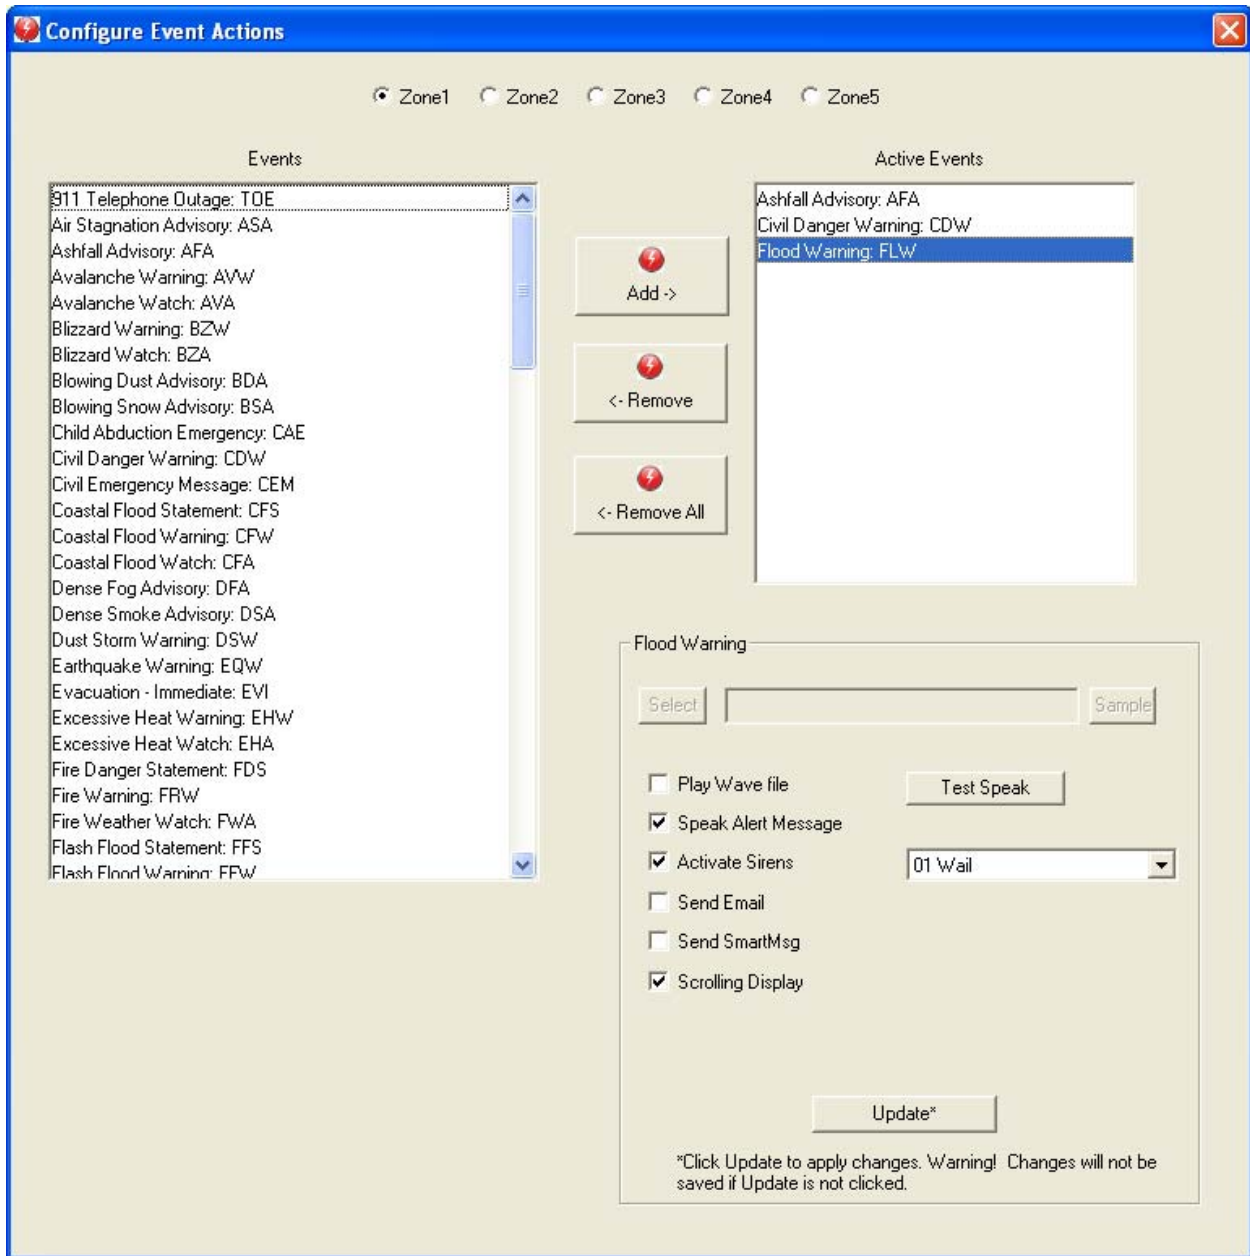 Configure Event Actions
Zone1 Zone2 Zone3 Zone4 Zone5
Events
911 Telephone Outage: TOE
Air Stagnation Advisory: ASA
Ashfall Advisory: AFA
Avalanche Warning: AVW
Avalanche Watch: AVA
Blizzard Warning: BZW
Blizzard Watch: BZA
Blowing Dust Advisory: BDA
Blowing Snow Advisory: BSA
Child Abduction Emergency: CAE
Civil Danger Warning: CDW
Civil Emergency Message: CEM
Coastal Flood Statement: CFS
Coastal Flood Warning: CFW
Coastal Flood Watch: CFA
Dense Fog Advisory: DFA
Dense Smoke Advisory: DSA
Dust Storm Warning: DSW
Earthquake Warning: EQW
Evacuation - Immediate: EVI
Excessive Heat Warning: EHW
Excessive Heat Watch: EHA
Fire Danger Statement: FDS
Fire Warning: FRW
Fire Weather Watch: FWA
Flash Flood Statement: FFS
Flash Flood Warning: FFW
Add ->
<- Remove
<- Remove All
Active Events
Ashfall Advisory: AFA
Civil Danger Warning: CDW
Flood Warning: FLW
Flood Warning
Select
Sample
Play Wave file
Test Speak
Speak Alert Message
Activate Sirens
01 Wail
Send Email
Send SmartMsg
Scrolling Display
Update*
*Click Update to apply changes. Warning! Changes will not be
saved if Update is not clicked.